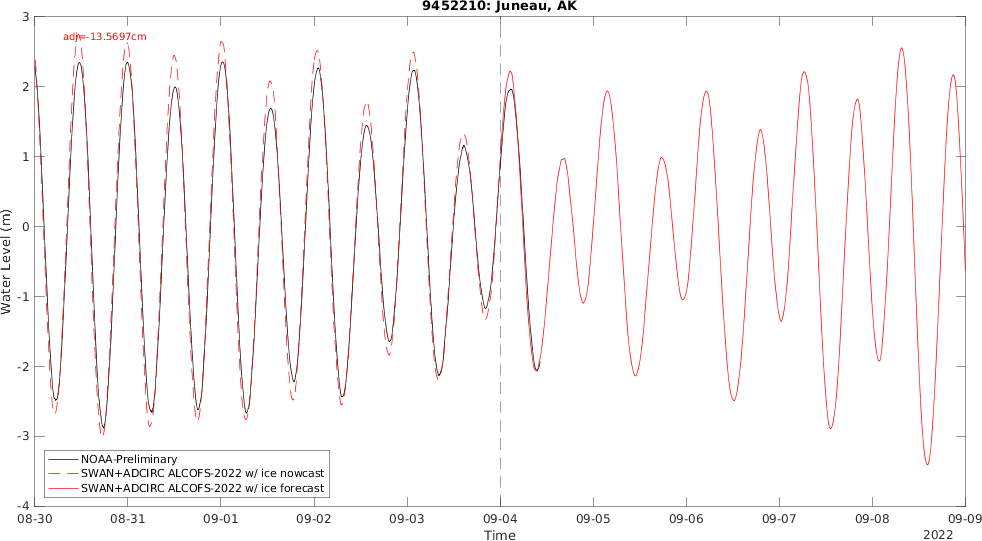 9452210: Juneau, AK
adj=-13.5697cm
3
2
1
0
-1
-2
-3
-4
Water Level (m)
NOAA-Preliminary
SWAN+ADCIRC ALCOFS-2022 w/ ice nowcast
SWAN+ADCIRC ALCOFS-2022 w/ ice forecast
08-30 08-31 09-01 09-02 09-03 09-04 09-05 09-06 09-07 09-08 09-09
Time
2022